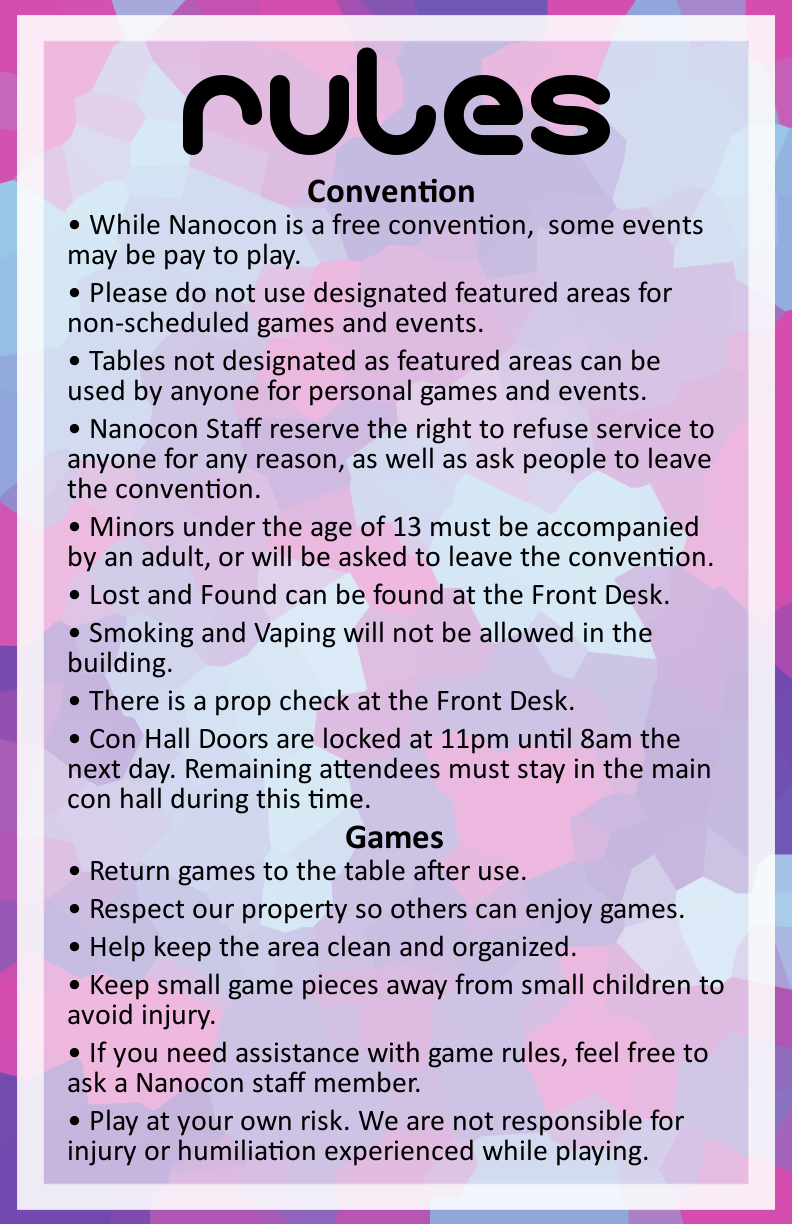 rules
Convention
• While Nanocon is a free convention,  some events
may be pay to play.
• Please do not use designated featured areas for
non-scheduled games and events.
• Tables not designated as featured areas can be
used by anyone for personal games and events.
• Nanocon Staff reserve the right to refuse service to
anyone for any reason, as well as ask people to leave
the convention.
• Minors under the age of 13 must be accompanied
by an adult, or will be asked to leave the convention.
• Lost and Found can be found at the Front Desk.
• Smoking and Vaping will not be allowed in the
building.
• There is a prop check at the Front Desk.
• Con Hall Doors are locked at 11pm until 8am the
next day. Remaining attendees must stay in the main
con hall during this time.
Games
• Return games to the table after use.
• Respect our property so others can enjoy games.
• Help keep the area clean and organized.
• Keep small game pieces away from small children to
avoid injury.
• If you need assistance with game rules, feel free to
ask a Nanocon staff member.
• Play at your own risk. We are not responsible for
injury or humiliation experienced while playing.